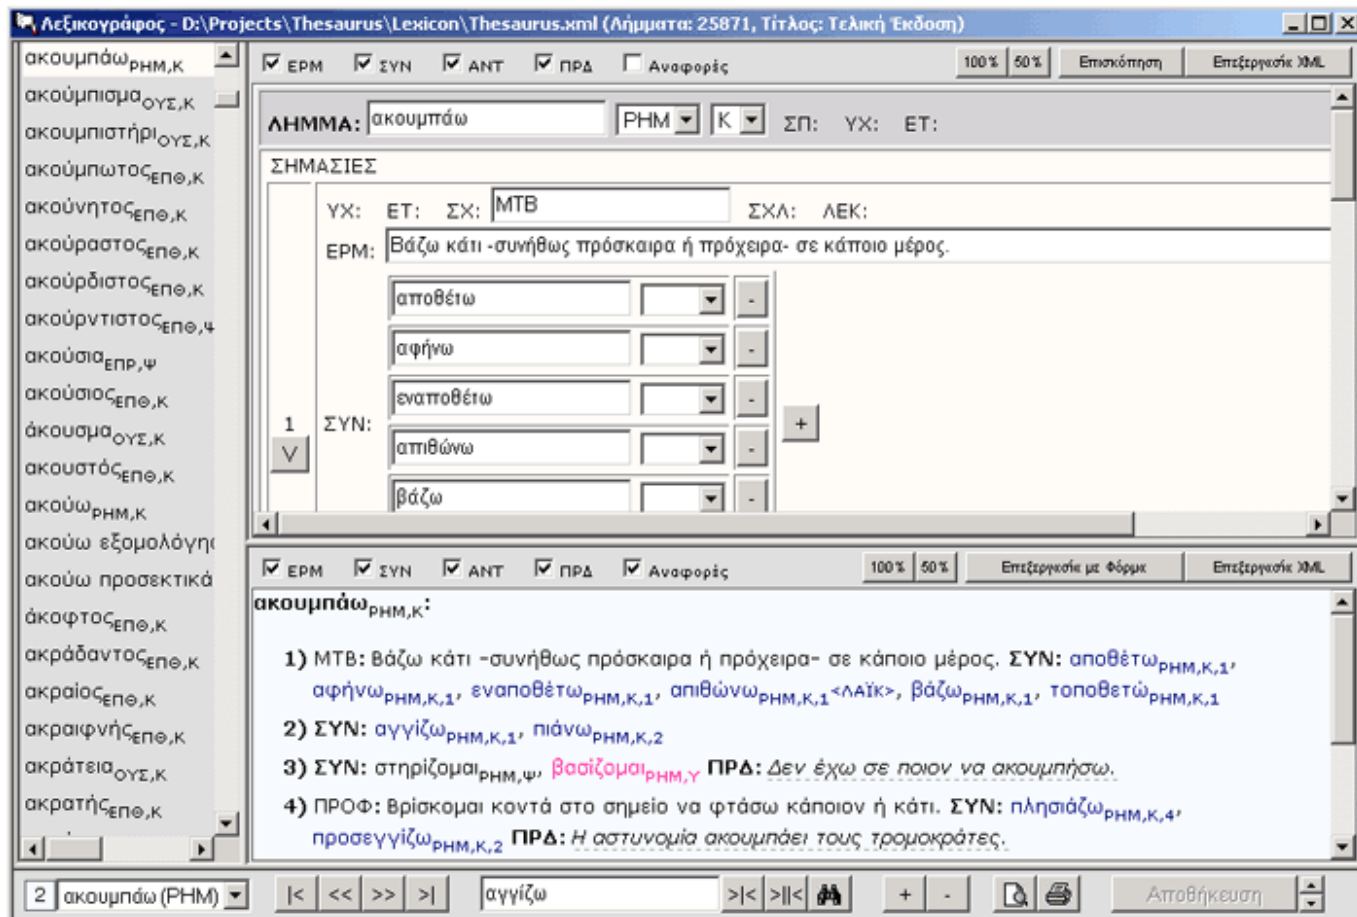 Λεξικογράφος - D:\Projects\Thesaurus\Lexicon\Thesaurus.xml (Λήμματα: 25871, Τίτλος: Τελική Έκδοση)
ακουμπάωΡΗΜ,Κ
ακούμπισμαΟΥΣ,Κ
ακουμπιστήριΟΥΣ,Κ
ακούμπωτοςΕΠΘ,Κ
ακούνητοςΕΠΘ,Κ
ακούραστοςΕΠΘ,Κ
ακούρδιστοςΕΠΘ,Κ
ακούρντιστοςΕΠΘ,Ψ
ακούσιαΕΠΡ,Ψ
ακούσιοςΕΠΘ,Κ
άκουσμαΟΥΣ,Κ
ακουστόςΕΠΘ,Κ
ακούωΡΗΜ,Κ
ακούω εξομολόγησ
ακούω προσεκτικά
άκοφτοςΕΠΘ,Κ
ακράδαντοςΕΠΘ,Κ
ακραίοςΕΠΘ,Κ
ακραιφνήςΕΠΘ,Κ
ακράτειαΟΥΣ,Κ
ακρατήςΕΠΘ,Κ
ΕΡΜ ΣΥΝ ΑΝΤ ΠΡΔ Αναφορές 100% 50% Επισκόπηση Επεξεργασία XML
ΛΗΜΜΑ: ακουμπάω ΡΗΜ Κ ΣΠ: ΥΧ: ΕΤ:
ΣΗΜΑΣΙΕΣ
ΥΧ: ΕΤ: ΣΧ: ΜΤΒ ΣΧΛ: ΛΕΚ:
ΕΡΜ: Βάζω κάτι -συνήθως πρόσκαιρα ή πρόχειρα- σε κάποιο μέρος.
αποθέτω -
αφήνω -
εναποθέτω -
1 V ΣΥΝ: +
απιθώνω -
βάζω -
ΕΡΜ ΣΥΝ ΑΝΤ ΠΡΔ Αναφορές 100% 50% Επεξεργασία με Φόρμα Επεξεργασία XML
ακουμπάωΡΗΜ,Κ:
1) ΜΤΒ: Βάζω κάτι -συνήθως πρόσκαιρα ή πρόχειρα- σε κάποιο μέρος. ΣΥΝ: αποθέτωΡΗΜ,Κ,1,
αφήνωΡΗΜ,Κ,1, εναποθέτωΡΗΜ,Κ,1, απιθώνωΡΗΜ,Κ,1<ΛΑΪΚ>, βάζωΡΗΜ,Κ,1, τοποθετώΡΗΜ,Κ,1
2) ΣΥΝ: αγγίζωΡΗΜ,Κ,1, πιάνωΡΗΜ,Κ,2
3) ΣΥΝ: στηρίζομαιΡΗΜ,Ψ, βασίζομαιΡΗΜ,Υ ΠΡΔ: Δεν έχω σε ποιον να ακουμπήσω.
4) ΠΡΟΦ: Βρίσκομαι κοντά στο σημείο να φτάσω κάποιον ή κάτι. ΣΥΝ: πλησιάζωΡΗΜ,Κ,4,
προσεγγίζωΡΗΜ,Κ,2 ΠΡΔ: Η αστυνομία ακουμπάει τους τρομοκράτες.
2 ακουμπάω (ΡΗΜ) |< << >> >| αγγίζω >|< >||< + - Αποθήκευση